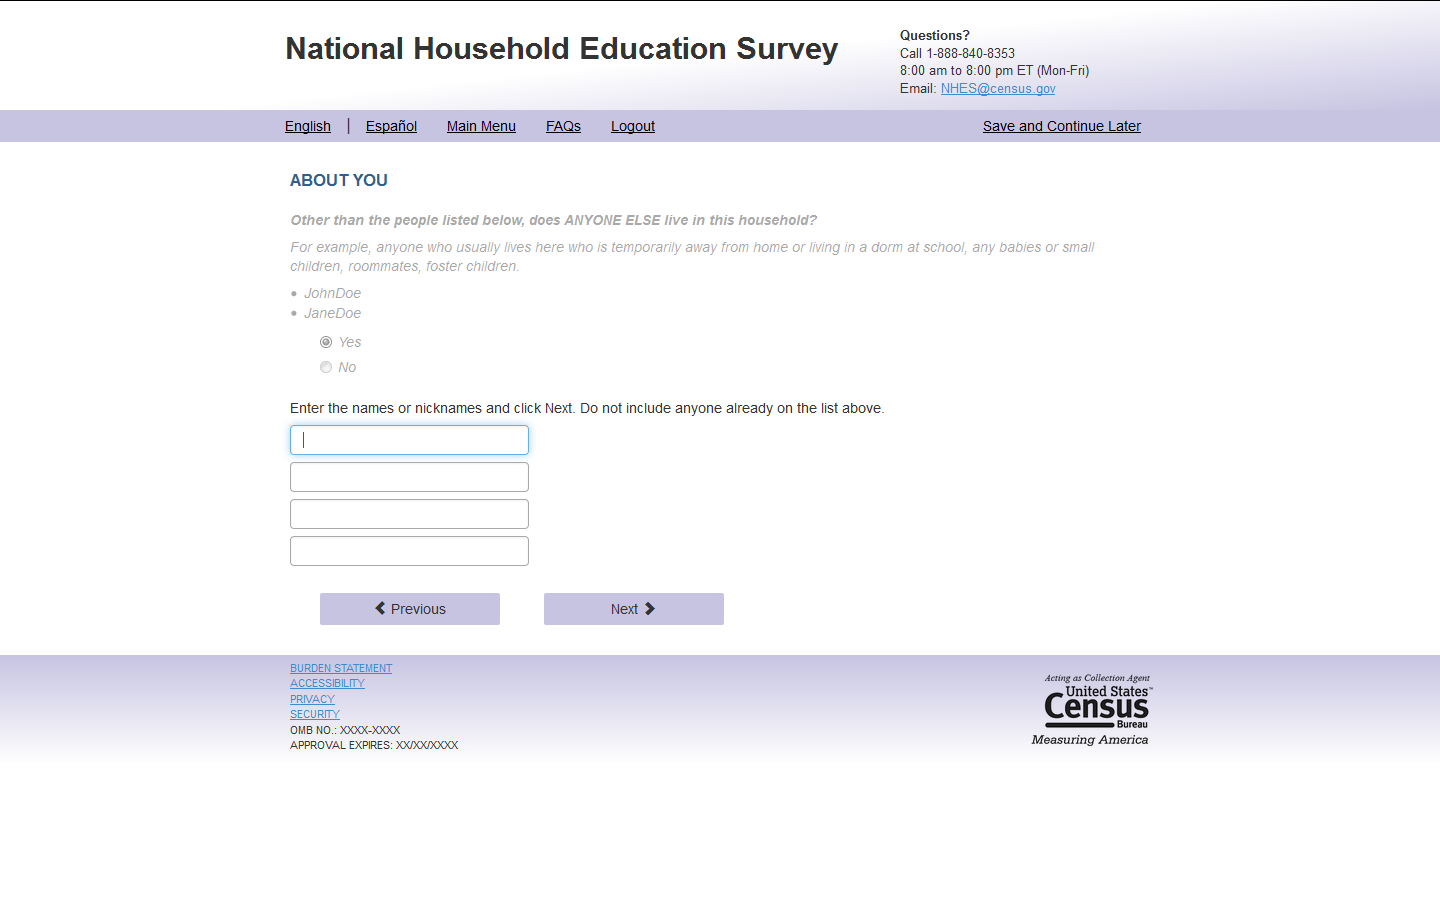 National Household Education Survey
Questions?
Call 1-888-840-8353
8:00 am to 8:00 pm ET (Mon-Fri)
Email: NHES@census.gov
English | Español Main Menu FAQs Logout Save and Continue Later
ABOUT YOU
Other than the people listed below, does ANYONE ELSE live in this household?
For example, anyone who usually lives here who is temporarily away from home or living in a dorm at school, any babies or small
children, roommates, foster children.
• JohnDoe
• JaneDoe
Yes
No
Enter the names or nicknames and click Next. Do not include anyone already on the list above.
Previous Next
BURDEN STATEMENT
ACCESSIBILITY
PRIVACY
SECURITY
OMB NO.: XXXX-XXXX
APPROVAL EXPIRES: XX/XX/XXXX
Acting as Collection Agent
United States™
Census
Bureau
Measuring America